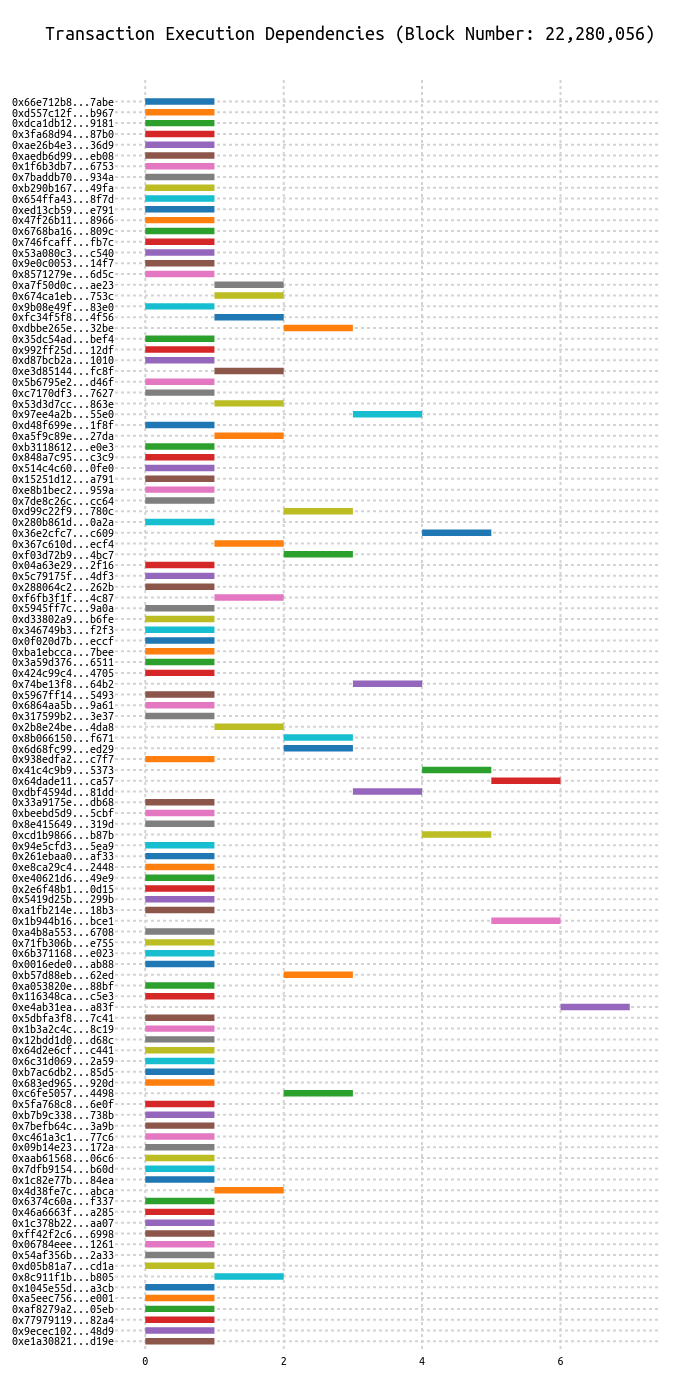 Transaction Execution Dependencies (Block Number: 22,280,056)
0x66e712b8...7abe
0xd557c12f...b967
0xdca1db12...9181
0x3fa68d94...87b0
0xae26b4e3...36d9
0xaedb6d99...eb08
0x1f6b3db7...6753
0x7baddb70...934a
0xb290b167...49fa
0x654ffa43...8f7d
0xed13cb59...e791
0x47f26b11...8966
0x6768ba16...809c
0x746fcaff...fb7c
0x53a080c3...c540
0x9e0c0053...14f7
0x8571279e...6d5c
0xa7f50d0c...ae23
0x674ca1eb...753c
0x9b08e49f...83e0
0xfc34f5f8...4f56
0xdbbe265e...32be
0x35dc54ad...bef4
0x992ff25d...12df
0xd87bcb2a...1010
0xe3d85144...fc8f
0x5b6795e2...d46f
0xc7170df3...7627
0x53d3d7cc...863e
0x97ee4a2b...55e0
0xd48f699e...1f8f
0xa5f9c89e...27da
0xb3118612...e0e3
0x848a7c95...c3c9
0x514c4c60...0fe0
0x15251d12...a791
0xe8b1bec2...959a
0x7de8c26c...cc64
0xd99c22f9...780c
0x280b861d...0a2a
0x36e2cfc7...c609
0x367c610d...ecf4
0xf03d72b9...4bc7
0x04a63e29...2f16
0x5c79175f...4df3
0x288064c2...262b
0xf6fb3f1f...4c87
0x5945ff7c...9a0a
0xd33802a9...b6fe
0x346749b3...f2f3
0x0f020d7b...eccf
0xba1ebcca...7bee
0x3a59d376...6511
0x424c99c4...4705
0x74be13f8...64b2
0x5967ff14...5493
0x6864aa5b...9a61
0x317599b2...3e37
0x2b8e24be...4da8
0x8b066150...f671
0x6d68fc99...ed29
0x938edfa2...c7f7
0x41c4c9b9...5373
0x64dade11...ca57
0xdbf4594d...81dd
0x33a9175e...db68
0xbeebd5d9...5cbf
0x8e415649...319d
0xcd1b9866...b87b
0x94e5cfd3...5ea9
0x261ebaa0...af33
0xe8ca29c4...2448
0xe40621d6...49e9
0x2e6f48b1...0d15
0x5419d25b...299b
0xa1fb214e...18b3
0x1b944b16...bce1
0xa4b8a553...6708
0x71fb306b...e755
0x6b371168...e023
0x0016ede0...ab88
0xb57d88eb...62ed
0xa053820e...88bf
0x116348ca...c5e3
0xe4ab31ea...a83f
0x5dbfa3f8...7c41
0x1b3a2c4c...8c19
0x12bdd1d0...d68c
0x64d2e6cf...c441
0x6c31d069...2a59
0xb7ac6db2...85d5
0x683ed965...920d
0xc6fe5057...4498
0x5fa768c8...6e0f
0xb7b9c338...738b
0x7befb64c...3a9b
0xc461a3c1...77c6
0x09b14e23...172a
0xaab61568...06c6
0x7dfb9154...b60d
0x1c82e77b...84ea
0x4d38fe7c...abca
0x6374c60a...f337
0x46a6663f...a285
0x1c378b22...aa07
0xff42f2c6...6998
0x06784eee...1261
0x54af356b...2a33
0xd05b81a7...cd1a
0x8c911f1b...b805
0x1045e55d...a3cb
0xa5eec756...e001
0xaf8279a2...05eb
0x77979119...82a4
0x9ecec102...48d9
0xe1a30821...d19e
0 2 4 6